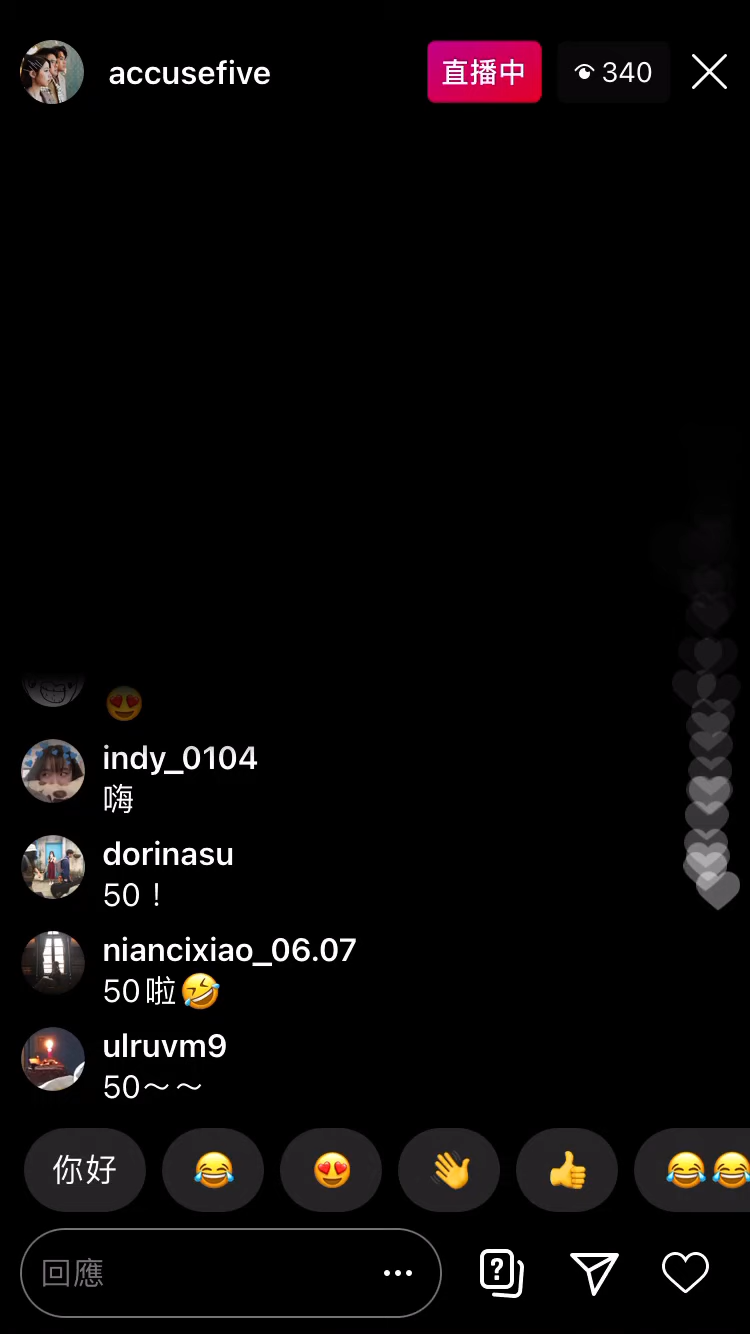 accusefive
直播中
340
😍
indy_0104
嗨
dorinasu
50！
niancixiao_06.07
50啦🤣
ulruvm9
50～～
你好 😂 😍 👋 👍 😂😂
回應